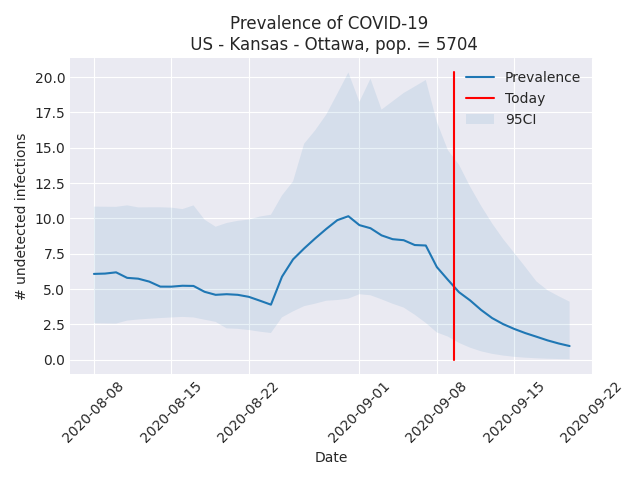 Prevalence of COVID-19
US - Kansas - Ottawa, pop. = 5704
Prevalence
Today
95CI
# undetected infections
20.0
17.5
15.0
12.5
10.0
7.5
5.0
2.5
0.0
2020-08-08
2020-08-15
2020-08-22
2020-09-01
2020-09-08
2020-09-15
2020-09-22
Date